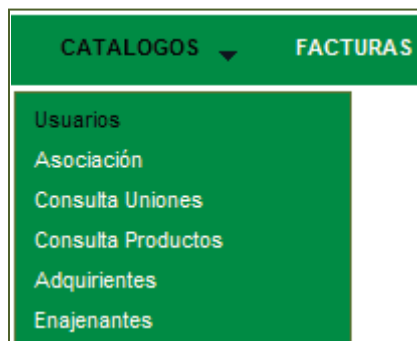 CATALOGOS FACTURAS
Usuarios
Asociación
Consulta Uniones
Consulta Productos
Adquirientes
Enajenantes